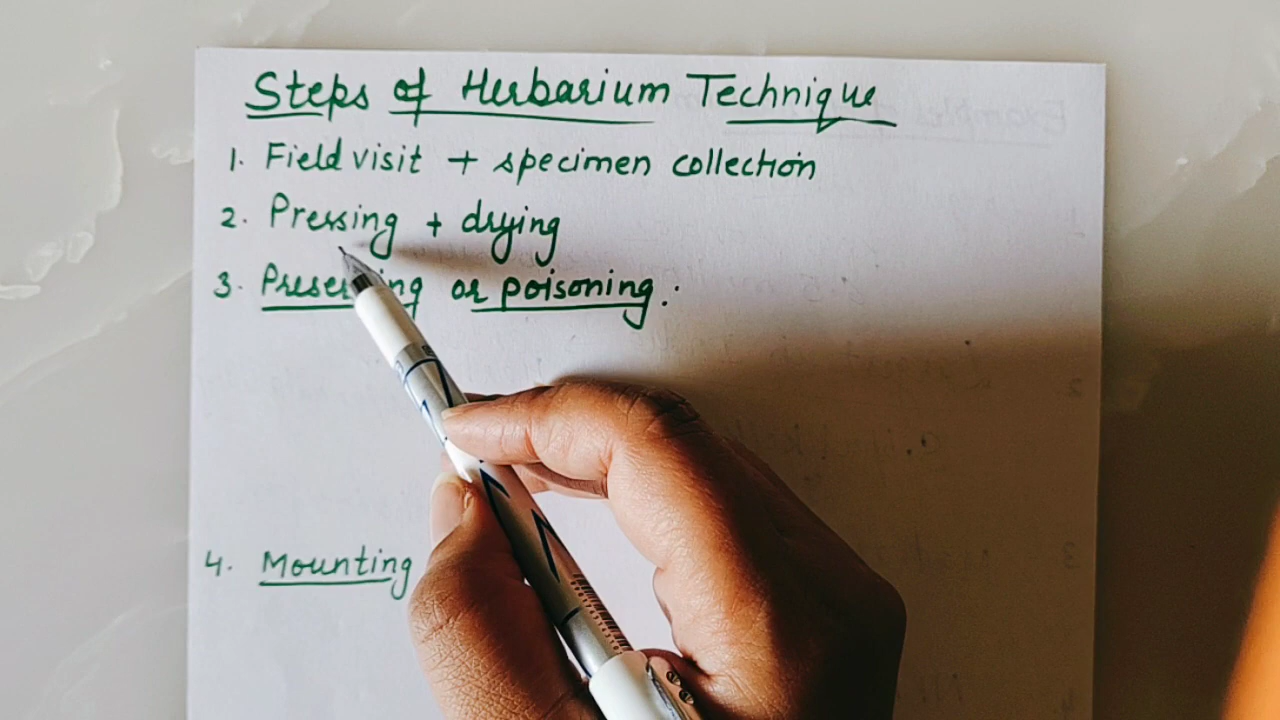 Steps of Herbarium Technique
1. Field visit + specimen collection
2. Pressing + drying
3. Preserving or poisoning.:
4. Mounting